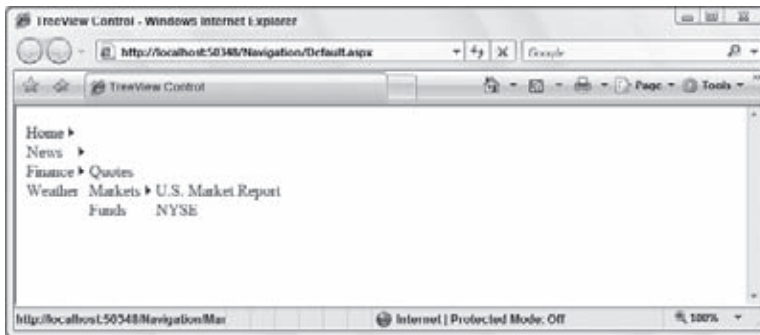 TreeView Control - Windows Internet Explorer
http://localhost:50348/Navigation/Default.aspx
Google
TreeView Control
Page
Tools
Home
News
Finance Quotes
Weather Markets U.S. Market Report
Funds NYSE
http://localhost:50348/Navigation/Mar
Internet | Protected Mode: Off
100%